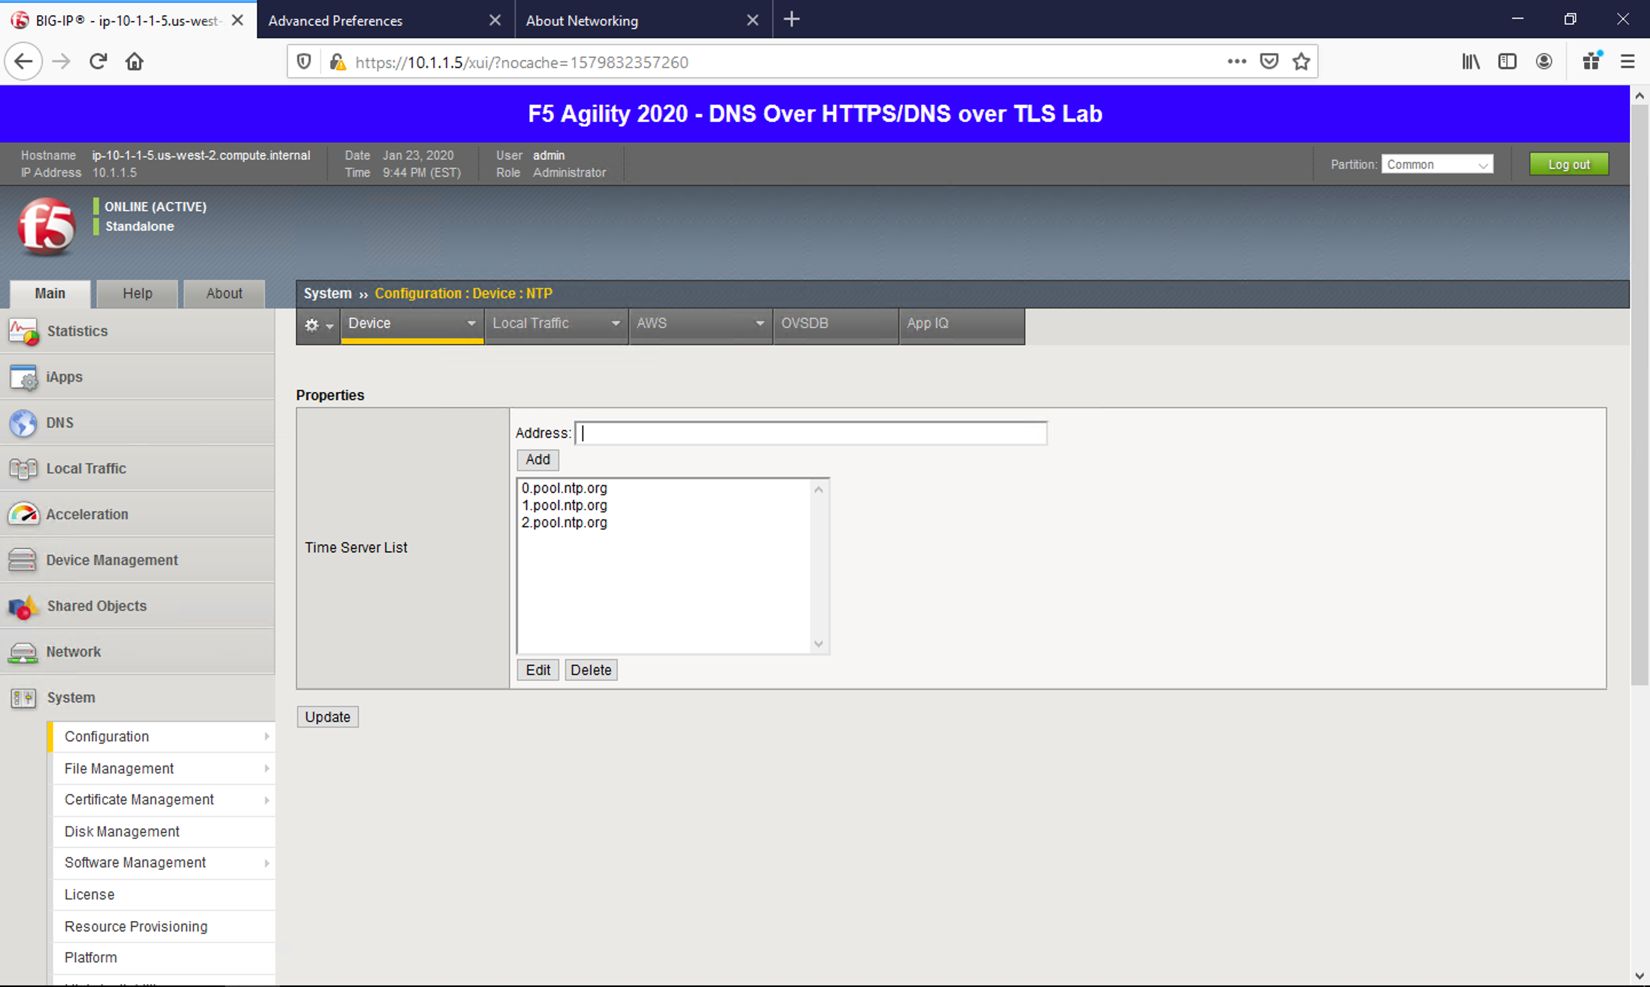 BIG-IP® - ip-10-1-1-5.us-west-
Advanced Preferences
About Networking
https://10.1.1.5/xui/?nocache=1579832357260
F5 Agility 2020 - DNS Over HTTPS/DNS over TLS Lab
Hostname ip-10-1-1-5.us-west-2.compute.internal
IP Address 10.1.1.5
Date Jan 23, 2020
Time 9:44 PM (EST)
User admin
Role Administrator
Partition: Common
Log out
f5
ONLINE (ACTIVE)
Standalone
Main
Help
About
System ›› Configuration : Device : NTP
Device
Local Traffic
AWS
OVSDB
App IQ
Statistics
iApps
DNS
Local Traffic
Acceleration
Device Management
Shared Objects
Network
System
Configuration
File Management
Certificate Management
Disk Management
Software Management
License
Resource Provisioning
Platform
Properties
Time Server List
Address:
Add
0.pool.ntp.org
1.pool.ntp.org
2.pool.ntp.org
Edit
Delete
Update